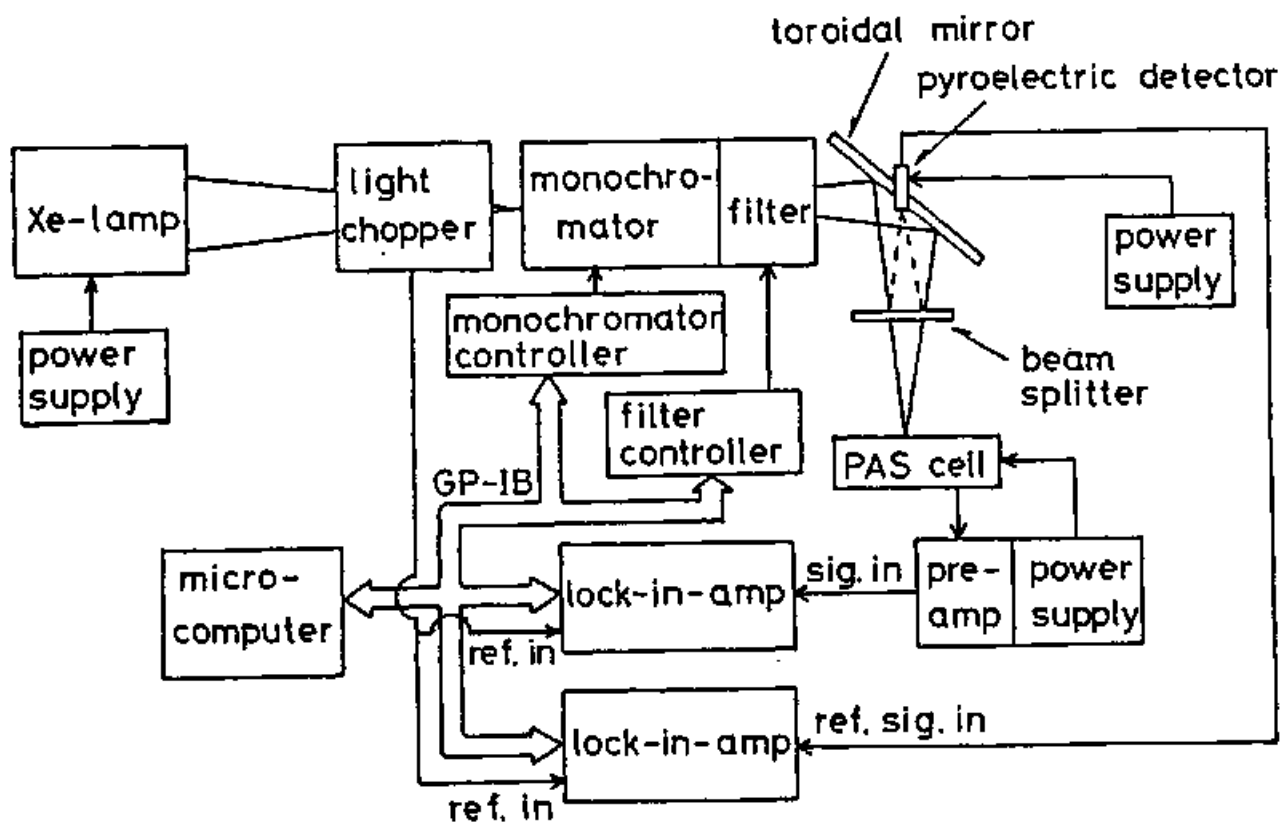 toroidal mirror
pyroelectric detector
Xe-lamp
light
chopper
monochro-
mator
filter
power
supply
power
supply
monochromator
controller
beam
splitter
filter
controller
PAS cell
GP-IB
micro-
computer
lock-in-amp
sig. in
pre-
amp
power
supply
ref. in
lock-in-amp
ref. sig. in
ref. in